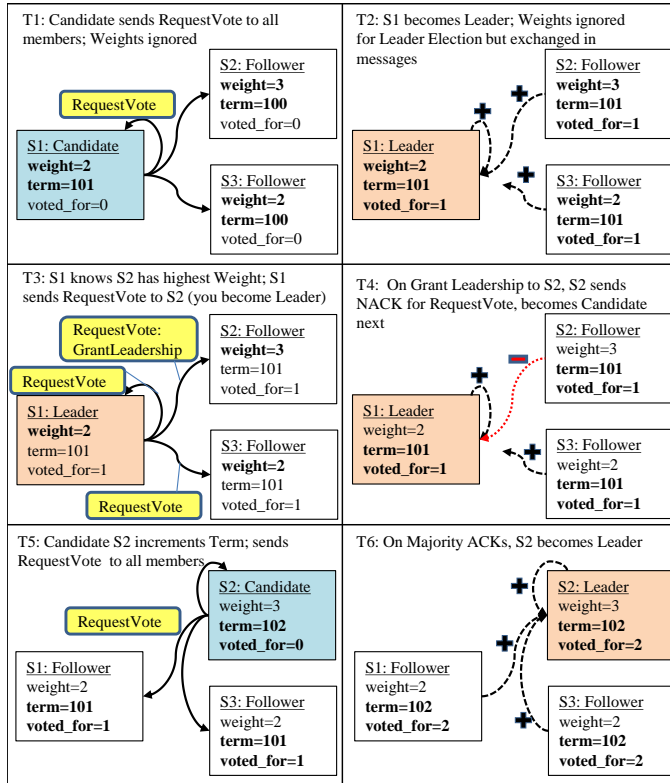 T1: Candidate sends RequestVote to all
members; Weights ignored
RequestVote
S2: Follower
weight=3
term=100
voted_for=0
S1: Candidate
weight=2
term=101
voted_for=0
S3: Follower
weight=2
term=100
voted_for=0
T2: S1 becomes Leader; Weights ignored
for Leader Election but exchanged in
messages
S2: Follower
weight=3
term=101
voted_for=1
S1: Leader
weight=2
term=101
voted_for=1
S3: Follower
weight=2
term=101
voted_for=1
T3: S1 knows S2 has highest Weight; S1
sends RequestVote to S2 (you become Leader)
RequestVote:
GrantLeadership
RequestVote
S2: Follower
weight=3
term=101
voted_for=1
S1: Leader
weight=2
term=101
voted_for=1
S3: Follower
weight=2
term=101
voted_for=1
RequestVote
T4: On Grant Leadership to S2, S2 sends
NACK for RequestVote, becomes Candidate
next
S2: Follower
weight=3
term=101
voted_for=1
S1: Leader
weight=2
term=101
voted_for=1
S3: Follower
weight=2
term=101
voted_for=1
T5: Candidate S2 increments Term; sends
RequestVote to all members
RequestVote
S2: Candidate
weight=3
term=102
voted_for=0
S1: Follower
weight=2
term=101
voted_for=1
S3: Follower
weight=2
term=101
voted_for=1
T6: On Majority ACKs, S2 becomes Leader
S2: Leader
weight=3
term=102
voted_for=2
S1: Follower
weight=2
term=102
voted_for=2
S3: Follower
weight=2
term=102
voted_for=2